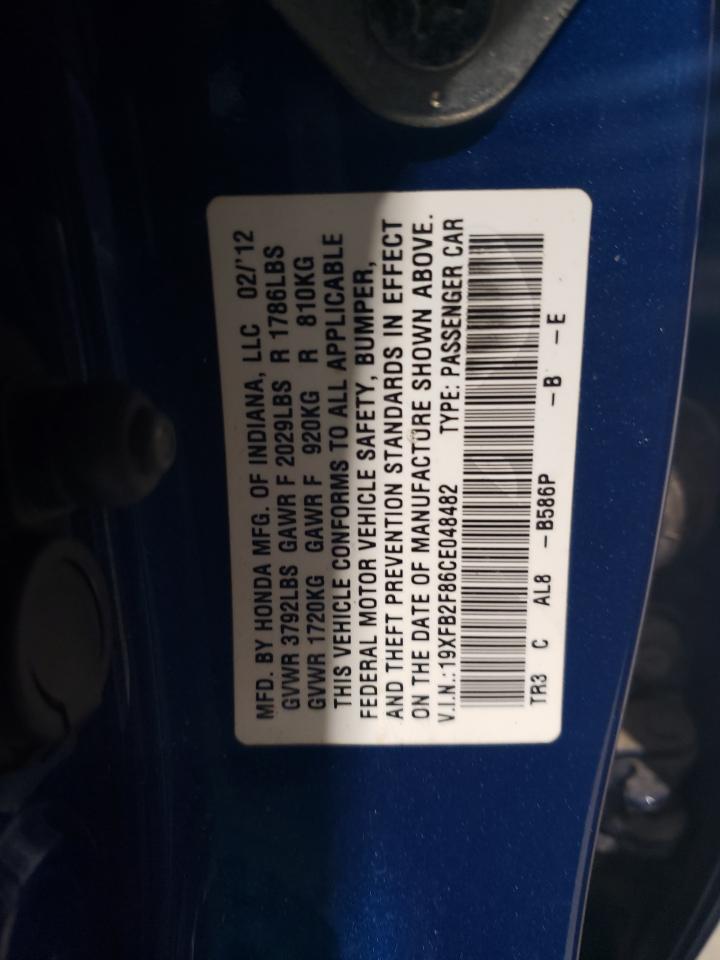 MFD. BY HONDA MFG. OF INDIANA, LLC 02/'12
GVWR 3792LBS GAWR F 2029LBS R 1786LBS
GVWR 1720KG GAWR F 920KG R 810KG
THIS VEHICLE CONFORMS TO ALL APPLICABLE
FEDERAL MOTOR VEHICLE SAFETY, BUMPER,
AND THEFT PREVENTION STANDARDS IN EFFECT
ON THE DATE OF MANUFACTURE SHOWN ABOVE.
V.I.N.:19XFB2F86CE048482 TYPE: PASSENGER CAR
TR3 C AL8 -B586P -B -E